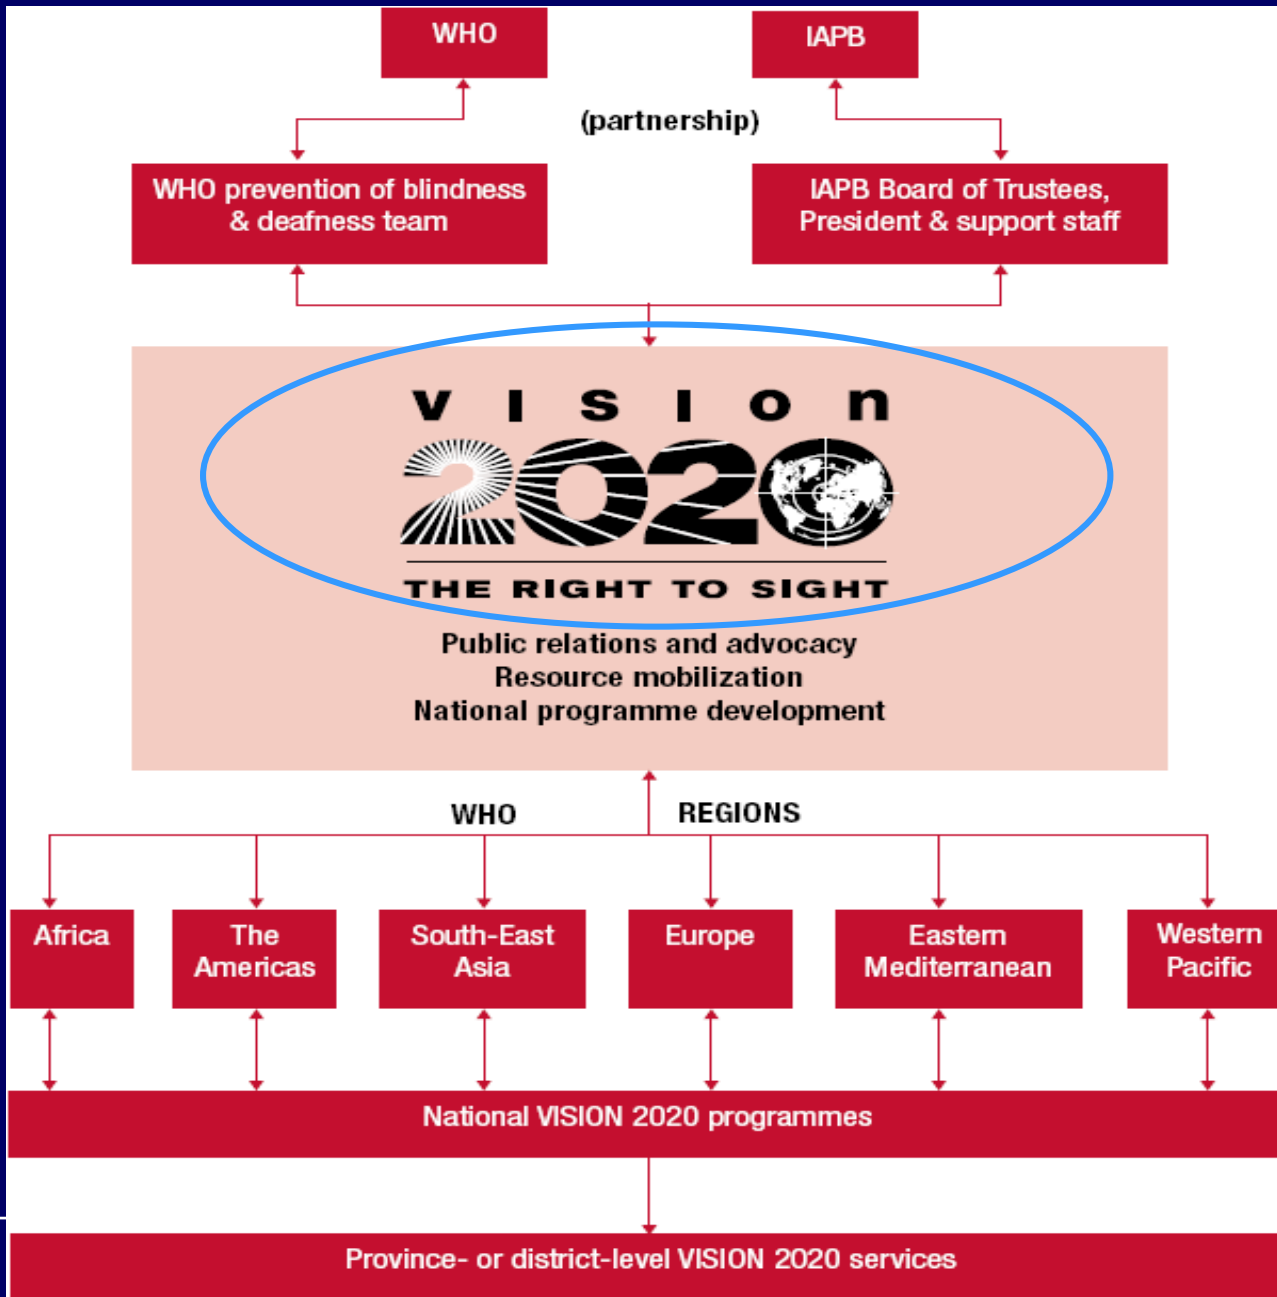 WHO
IAPB
(partnership)
WHO prevention of blindness
& deafness team
IAPB Board of Trustees,
President & support staff
vision
2020
THE RIGHT TO SIGHT
Public relations and advocacy
Resource mobilization
National programme development
WHO REGIONS
Africa
The
Americas
South-East
Asia
Europe
Eastern
Mediterranean
Western
Pacific
National VISION 2020 programmes
Province- or district-level VISION 2020 services